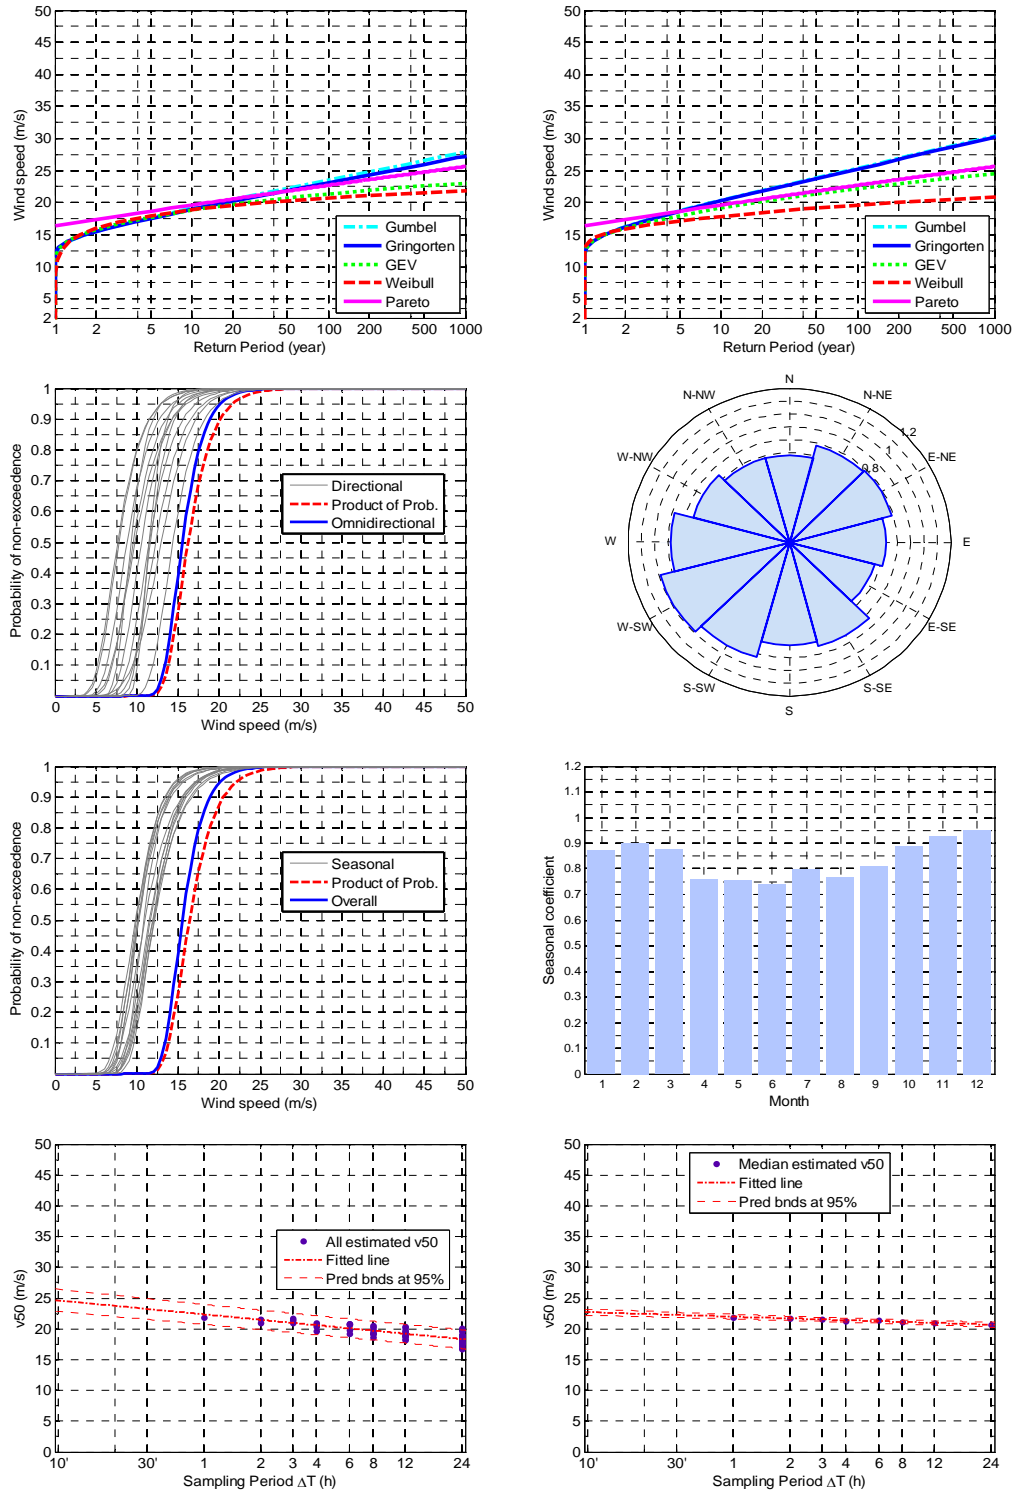 50
45
40
35
30
25
20
15
10
5
2
Wind speed (m/s)
Gumbel
Gringorten
GEV
Weibull
Pareto
1 2 5 10 20 50 100 200 500 1000
Return Period (year)
50
45
40
35
30
25
20
15
10
5
2
Wind speed (m/s)
Gumbel
Gringorten
GEV
Weibull
Pareto
1 2 5 10 20 50 100 200 500 1000
Return Period (year)
1
0.9
0.8
0.7
0.6
0.5
0.4
0.3
0.2
0.1
Probability of non-exceedence
Directional
Product of Prob.
Omnidirectional
0 5 10 15 20 25 30 35 40 45 50
Wind speed (m/s)
N
N-NW N-NE
1.2
W-NW 1 E-NE
0.8
W E
W-SW E-SE
S-SW S-SE
S
1
0.9
0.8
0.7
0.6
0.5
0.4
0.3
0.2
0.1
Probability of non-exceedence
Seasonal
Product of Prob.
Overall
0 5 10 15 20 25 30 35 40 45 50
Wind speed (m/s)
1.2
1.1
1
0.9
0.8
0.7
0.6
0.5
0.4
0.3
0.2
0.1
0
Seasonal coefficient
1 2 3 4 5 6 7 8 9 10 11 12
Month
50
45
40
35
30
25
20
15
10
5
0
v50 (m/s)
All estimated v50
Fitted line
Pred bnds at 95%
10' 30' 1 2 3 4 6 8 12 24
Sampling Period ΔT (h)
50
45
40
35
30
25
20
15
10
5
0
v50 (m/s)
Median estimated v50
Fitted line
Pred bnds at 95%
10' 30' 1 2 3 4 6 8 12 24
Sampling Period ΔT (h)